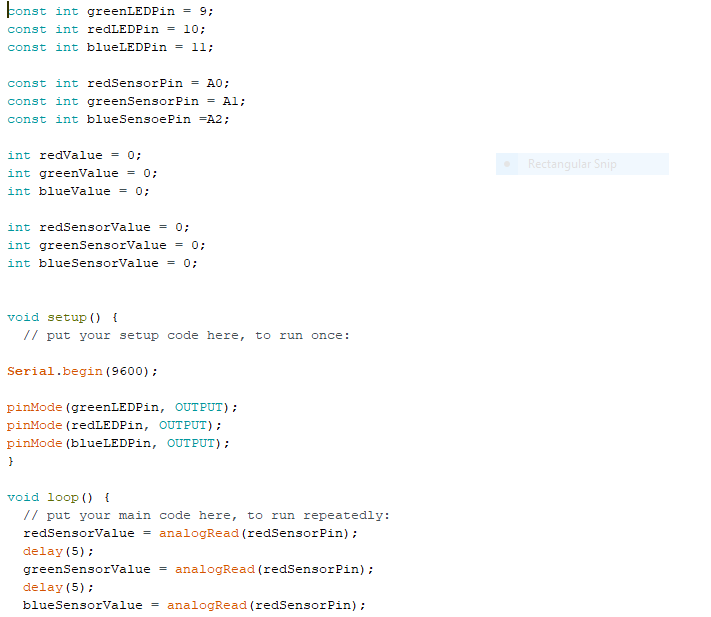 const int greenLEDPin = 9;
const int redLEDPin = 10;
const int blueLEDPin = 11;

const int redSensorPin = A0;
const int greenSensorPin = A1;
const int blueSensoePin =A2;

int redValue = 0;
int greenValue = 0;
int blueValue = 0;

int redSensorValue = 0;
int greenSensorValue = 0;
int blueSensorValue = 0;

void setup() {
  // put your setup code here, to run once:

Serial.begin(9600);

pinMode(greenLEDPin, OUTPUT);
pinMode(redLEDPin, OUTPUT);
pinMode(blueLEDPin, OUTPUT);
}

void loop() {
  // put your main code here, to run repeatedly:
  redSensorValue = analogRead(redSensorPin);
  delay(5);
  greenSensorValue = analogRead(redSensorPin);
  delay(5);
  blueSensorValue = analogRead(redSensorPin);
Rectangular Snip